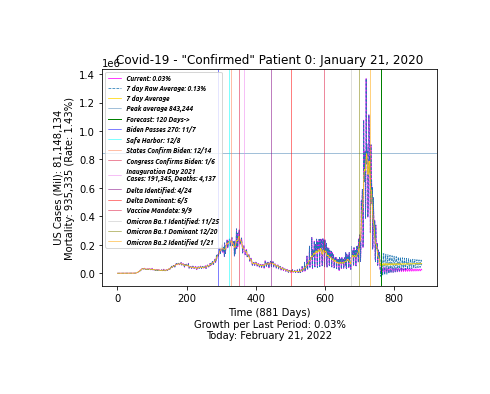 Covid-19 - "Confirmed" Patient 0: January 21, 2020
1e6
1.4
1.2
1.0
0.8
0.6
0.4
0.2
0.0
US Cases (Mil): 81,148,134
Mortality: 935,335 (Rate: 1.43%)
Current: 0.03%
7 day Raw Average: 0.13%
7 day Average
Peak average 843,244
Forecast: 120 Days->
Biden Passes 270: 11/7
Safe Harbor: 12/8
States Confirm Biden: 12/14
Congress Confirms Biden: 1/6
Inauguration Day 2021
Cases: 191,345, Deaths: 4,137
Delta Identified: 4/24
Delta Dominant: 6/5
Vaccine Mandate: 9/9
Omicron Ba.1 Identified: 11/25
Omicron Ba.1 Dominant 12/20
Omicron Ba.2 Identified 1/21
0 200 400 600 800
Time (881 Days)
Growth per Last Period: 0.03%
Today: February 21, 2022